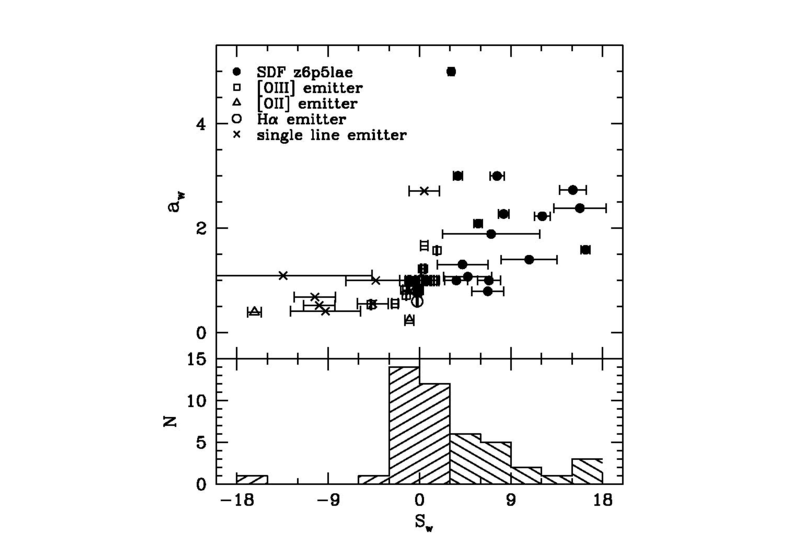 SDF z6p5lae
[OIII] emitter
[OII] emitter
Hα emitter
single line emitter
4
2
0
a_w
15
10
5
0
N
−18 −9 0 9 18
S_w